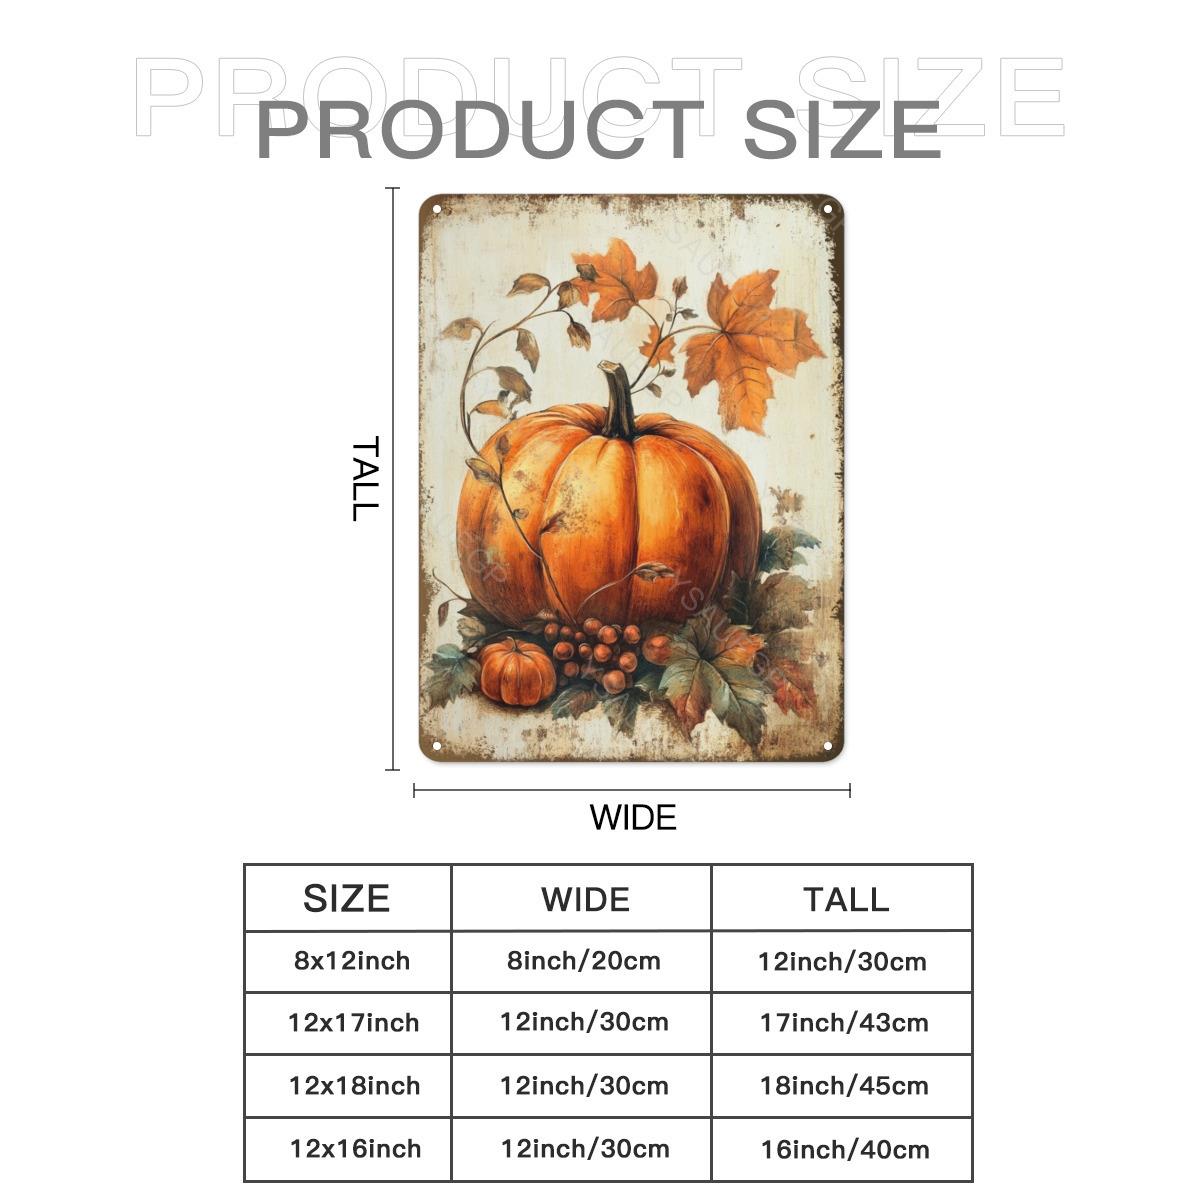 PRODUCT SIZE
PRODUCT SIZE
TALL
WIDE
SIZE WIDE TALL
8x12inch 8inch/20cm 12inch/30cm
12x17inch 12inch/30cm 17inch/43cm
12x18inch 12inch/30cm 18inch/45cm
12x16inch 12inch/30cm 16inch/40cm